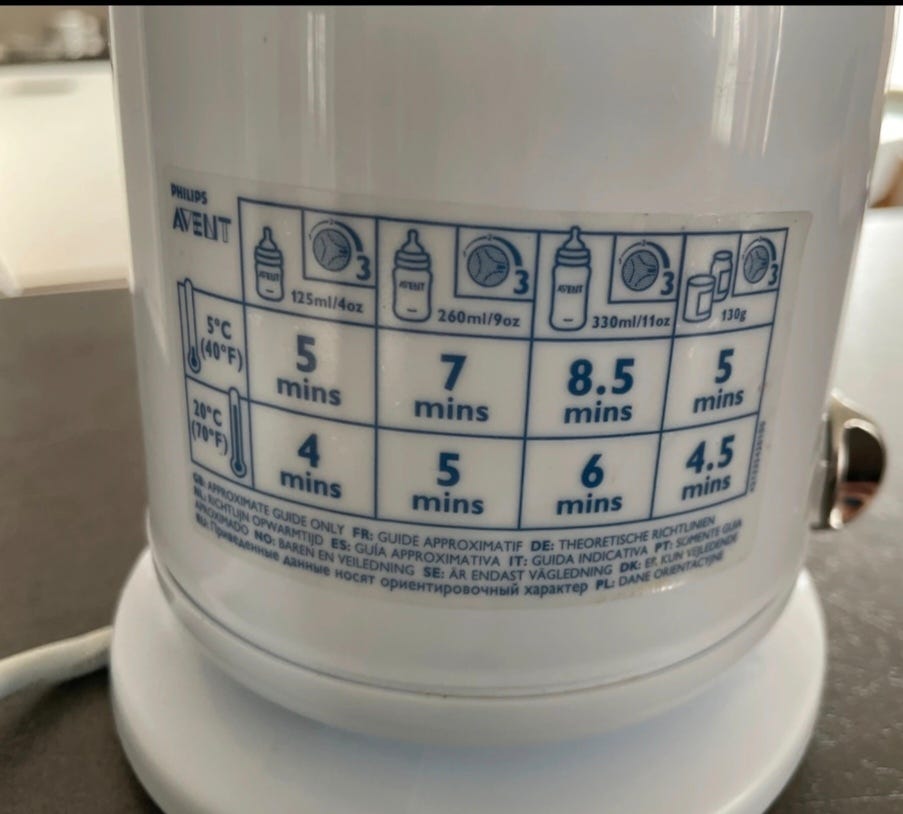 PHILIPS
AVENT
AVENT 3 125ml/4oz
AVENT 3 260ml/9oz
AVENT 3 330ml/11oz
3 130g
5°C (40°F) 5 mins 7 mins 8.5 mins 5 mins
20°C (70°F) 4 mins 5 mins 6 mins 4.5 mins
GB: APPROXIMATE GUIDE ONLY FR: GUIDE APPROXIMATIF DE: THEORETISCHE RICHTLINIEN
NL: RICHTLIJN OPWARMTIJD ES: GUÍA APPROXIMATIVA IT: GUIDA INDICATIVA PT: SOMENTE GUIA
APROXIMADO NO: BAREN EN VEILEDNING SE: ÄR ENDAST VÄGLEDNING DK: ER KUN VEJLEDENDE
RU: Приведенные данные носят ориентировочный характер PL: DANE ORIENTACYJNE